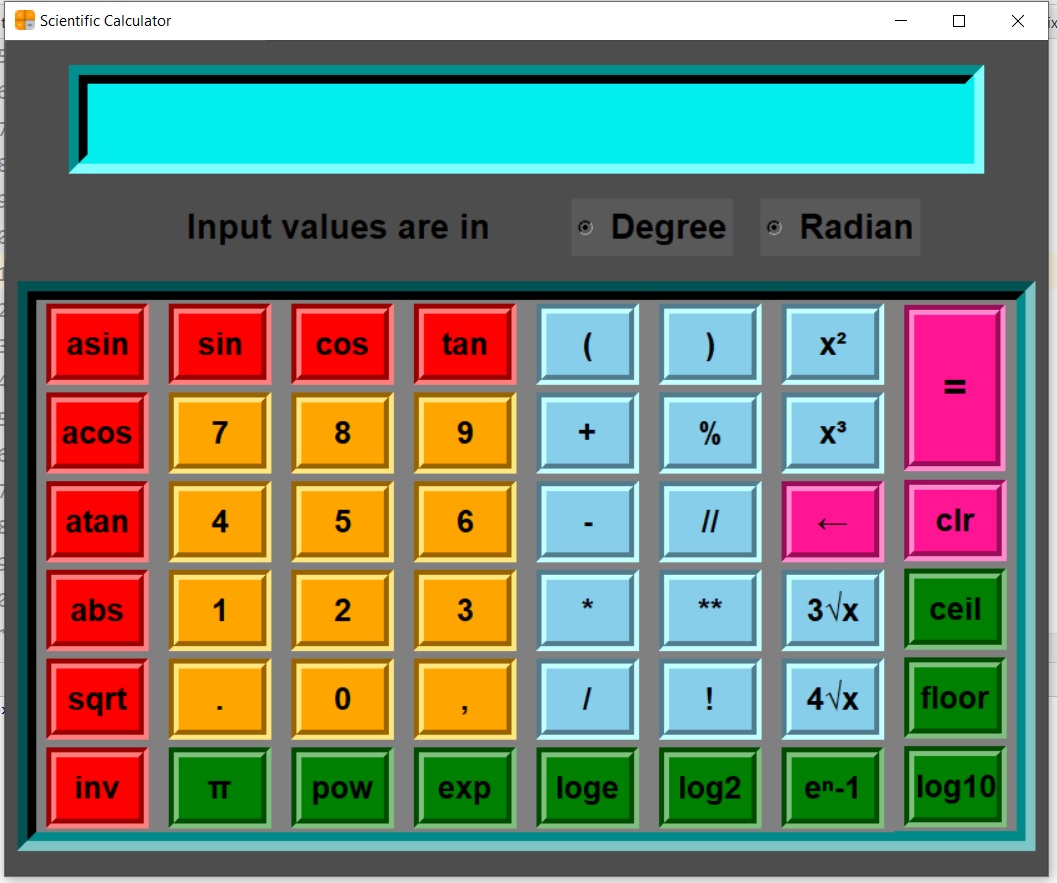 Scientific Calculator
Input values are in Degree Radian
asin sin cos tan ( ) x² =
acos 7 8 9 + % x³
atan 4 5 6 - // ← clr
abs 1 2 3 * ** 3√x ceil
sqrt . 0 , / ! 4√x floor
inv π pow exp loge log2 eⁿ-1 log10